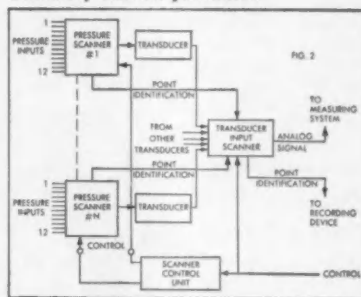 1
PRESSURE INPUTS
12
PRESSURE SCANNER #1
TRANSDUCER
FIG. 2
POINT IDENTIFICATION
FROM OTHER TRANSDUCERS
TRANSDUCER INPUT SCANNER
TO MEASURING SYSTEM
ANALOG SIGNAL
POINT IDENTIFICATION
POINT IDENTIFICATION
TO RECORDING DEVICE
1
PRESSURE INPUTS
12
PRESSURE SCANNER #N
TRANSDUCER
CONTROL
SCANNER CONTROL UNIT
CONTROL